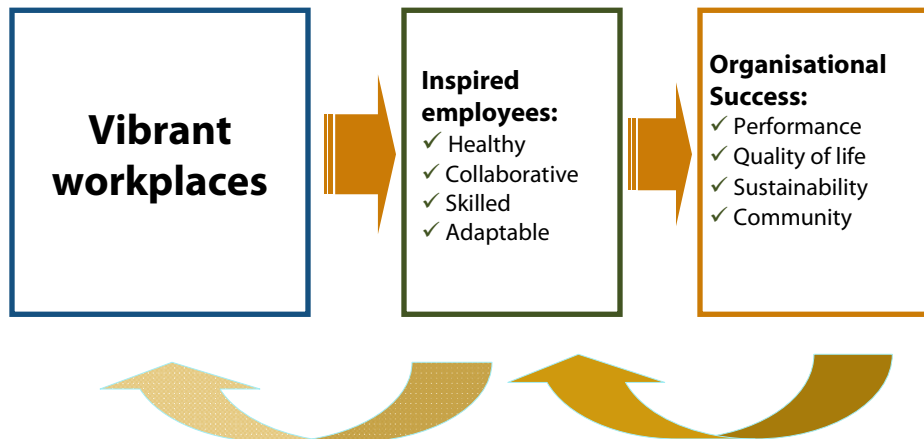 Vibrant
workplaces
Inspired
employees:
✓ Healthy
✓ Collaborative
✓ Skilled
✓ Adaptable
Organisational
Success:
✓ Performance
✓ Quality of life
✓ Sustainability
✓ Community